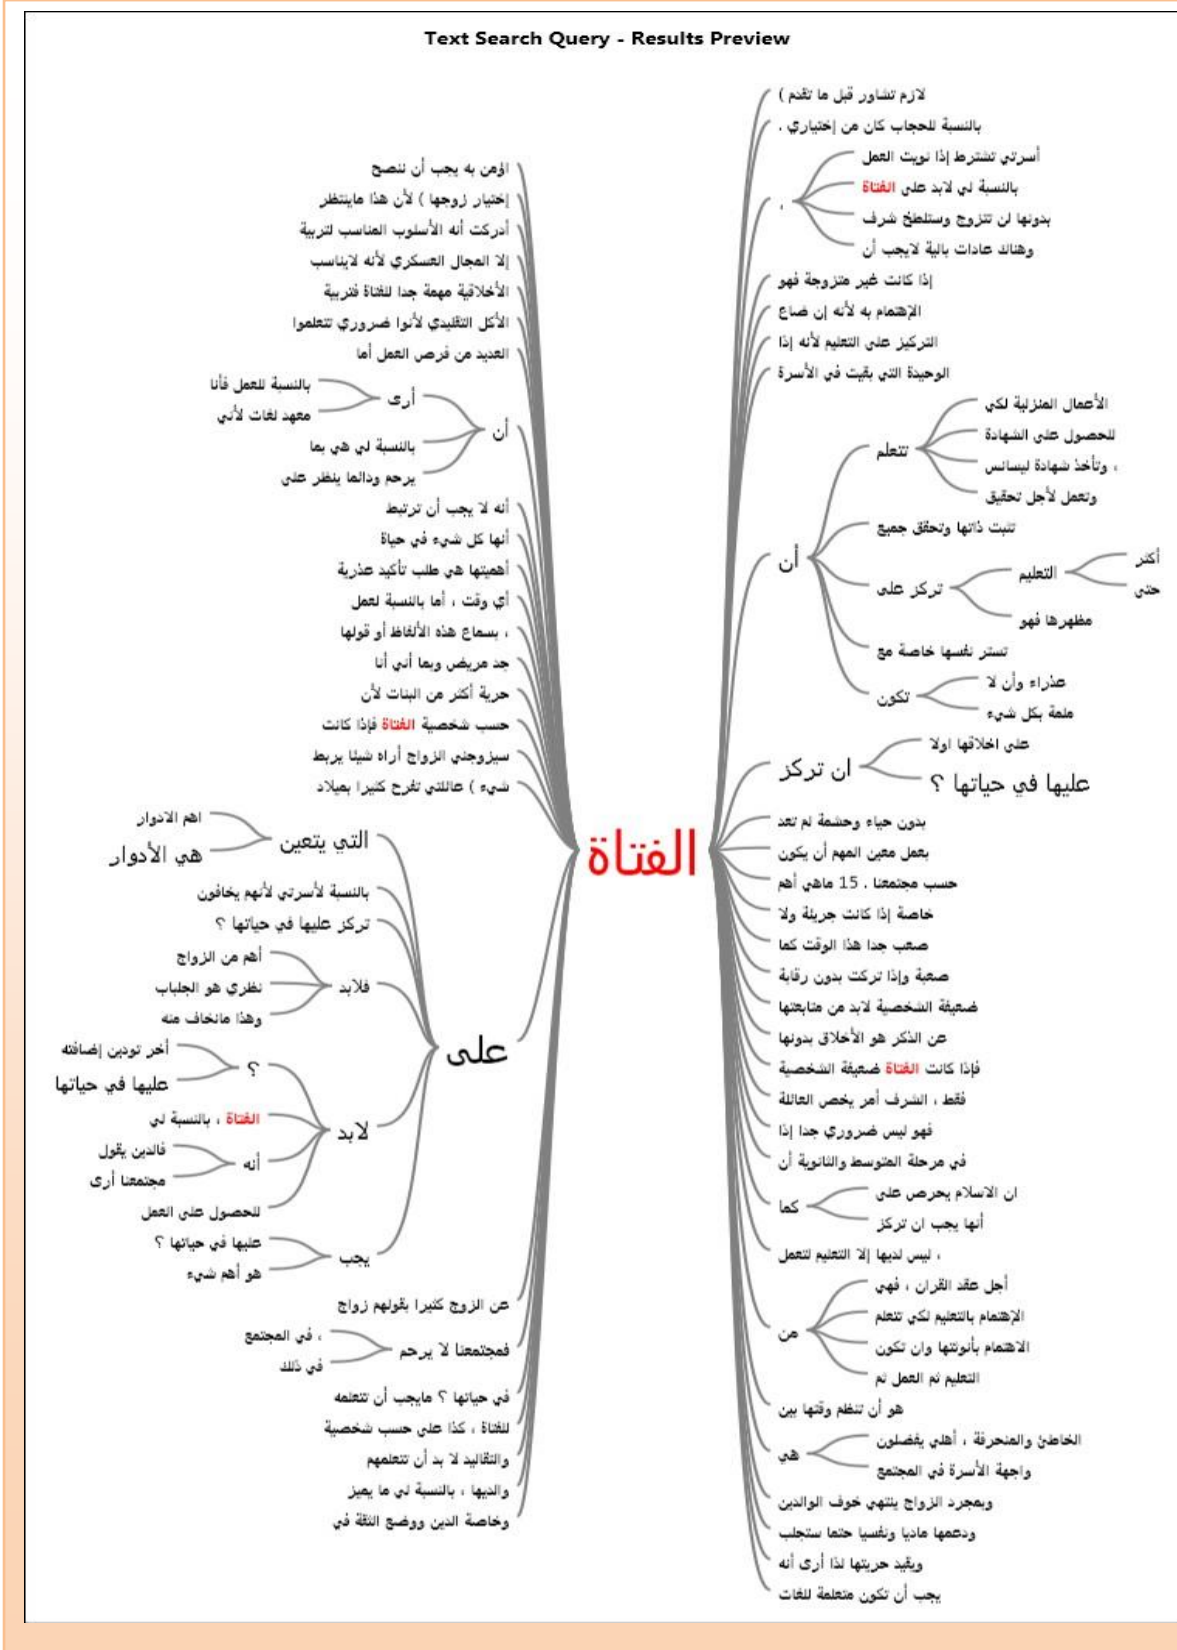 Text Search Query - Results Preview
لازم تشاور قبل ما تقدم )
بالنسبة للحجاب كان من إختياري .
،
أسرتي تشترط إذا نويت العمل
بالنسبة لي لابد على الفتاة
بدونها لن تتزوج وستلطخ شرف
وهناك عادات بالية لايجب أن
إذا كانت غير متزوجة فهو
الإهتمام به لأنه إن ضاع
التركيز على التعليم لأنه إذا
الوحيدة التي بقيت في الأسرة
أن
تتعلم
الأعمال المنزلية لكي
للحصول على الشهادة
، وتأخذ شهادة ليسانس
وتعمل لأجل تحقيق
تثبت ذاتها وتحقق جميع
تركز على
التعليم
أكثر
حتى
مظهرها فهو
تستر نفسها خاصة مع
تكون
عذراء وأن لا
ملمة بكل شيء
ان تركز
على اخلاقها اولا
عليها في حياتها ؟
بدون حياء وحشمة لم تعد
بعمل معين المهم أن يكون
حسب مجتمعنا . 15 ماهي أهم
خاصة إذا كانت جريئة ولا
صعب جدا هذا الوقت كما
صعبة وإذا تركت بدون رقابة
ضعيفة الشخصية لابد من متابعتها
عن الذكر هو الأخلاق بدونها
فإذا كانت الفتاة ضعيفة الشخصية
فقط ، الشرف أمر يخص العائلة
فهو ليس ضروري جدا إذا
في مرحلة المتوسط والثانوية أن
كما
ان الاسلام يحرص على
أنها يجب ان تركز
، ليس لديها إلا التعليم لتعمل
من
أجل عقد القران ، فهي
الإهتمام بالتعليم لكي تتعلم
الاهتمام بأنوثتها وان تكون
التعليم ثم العمل ثم
هو أن تنظم وقتها بين
هي
الخاطئ والمنحرفة ، أهلي يفضلون
واجهة الأسرة في المجتمع
وبمجرد الزواج ينتهي خوف الوالدين
ودعمها ماديا ونفسيا حتما ستجلب
ويقيد حريتها لذا أرى أنه
يجب أن تكون متعلمة للغات
الفتاة
اؤمن به يجب أن ننصح
إختيار زوجها ) لأن هذا ماينتظر
أدركت أنه الأسلوب المناسب لتربية
إلا المجال العسكري لأنه لايناسب
الأخلاقية مهمة جدا للفتاة فتربية
الأكل التقليدي لأنوا ضروري تتعلموا
العديد من فرص العمل أما
أن
أرى
بالنسبة للعمل فأنا
معهد لغات لأني
بالنسبة لي هي بما
يرحم ودائما ينظر على
أنه لا يجب أن ترتبط
أنها كل شيء في حياة
أهميتها هي طلب تأكيد عذرية
أي وقت ، أما بالنسبة لعمل
، بسماع هذه الألفاظ أو قولها
جد مريض وبما أني أنا
حرية أكثر من البنات لأن
حسب شخصية الفتاة فإذا كانت
سيزوجني الزواج أراه شيئا يربط
شيء ) عائلتي تفرح كثيرا بميلاد
على
التي يتعين
اهم الادوار
هي الأدوار
بالنسبة لأسرتي لأنهم يخافون
تركز عليها في حياتها ؟
فلابد
أهم من الزواج
نظري هو الجلباب
وهذا مانخاف منه
لابد
؟
أخر تودين إضافته
عليها في حياتها
الفتاة ، بالنسبة لي
أنه
فالدين يقول
مجتمعنا أرى
للحصول على العمل
يجب
عليها في حياتها ؟
هو أهم شيء
عن الزوج كثيرا بقولهم زواج
فمجتمعنا لا يرحم
، في المجتمع
في ذلك
في حياتها ؟ مايجب أن تتعلمه
للفتاة ، كذا على حسب شخصية
والتقاليد لا بد أن تتعلمهم
والديها ، بالنسبة لي ما يميز
وخاصة الدين ووضع الثقة في